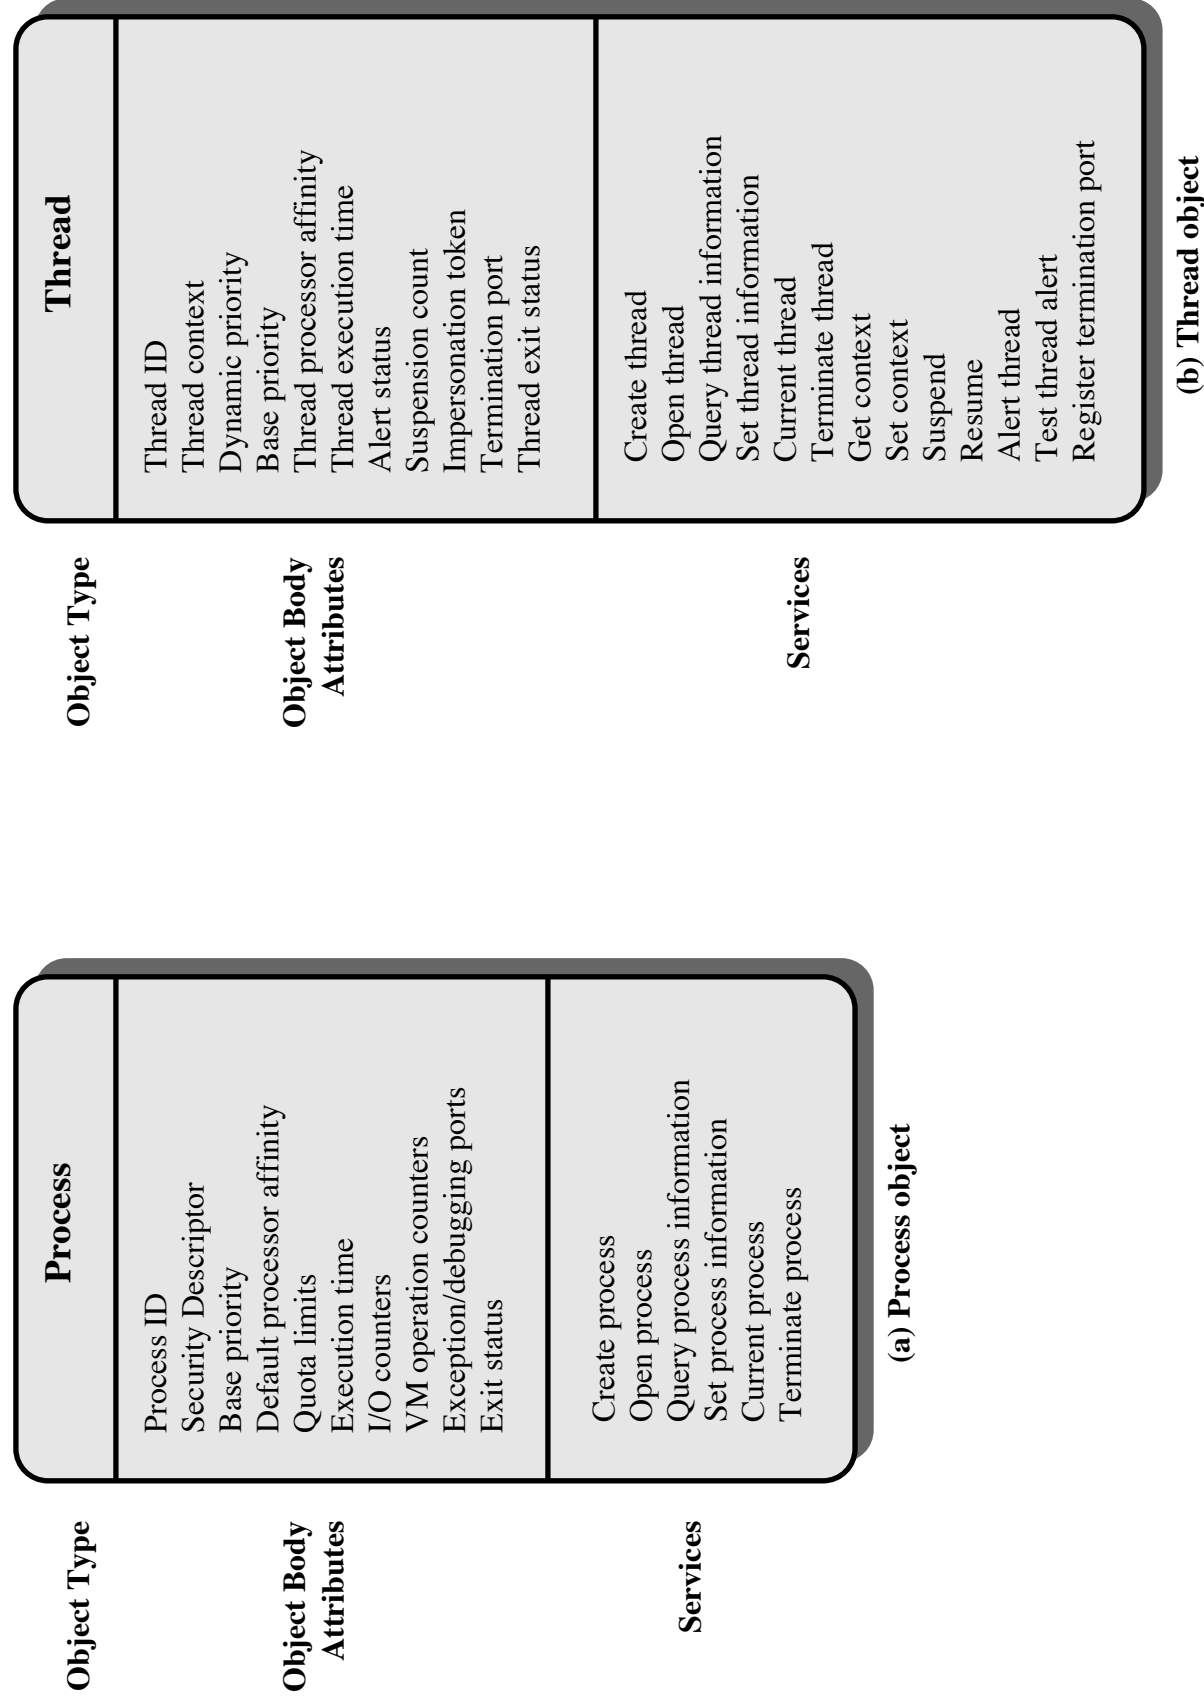 Object Type
Process
Object Body
Attributes
Process ID
Security Descriptor
Base priority
Default processor affinity
Quota limits
Execution time
I/O counters
VM operation counters
Exception/debugging ports
Exit status
Services
Create process
Open process
Query process information
Set process information
Current process
Terminate process
(a) Process object
Object Type
Thread
Object Body
Attributes
Thread ID
Thread context
Dynamic priority
Base priority
Thread processor affinity
Thread execution time
Alert status
Suspension count
Impersonation token
Termination port
Thread exit status
Services
Create thread
Open thread
Query thread information
Set thread information
Current thread
Terminate thread
Get context
Set context
Suspend
Resume
Alert thread
Test thread alert
Register termination port
(b) Thread object